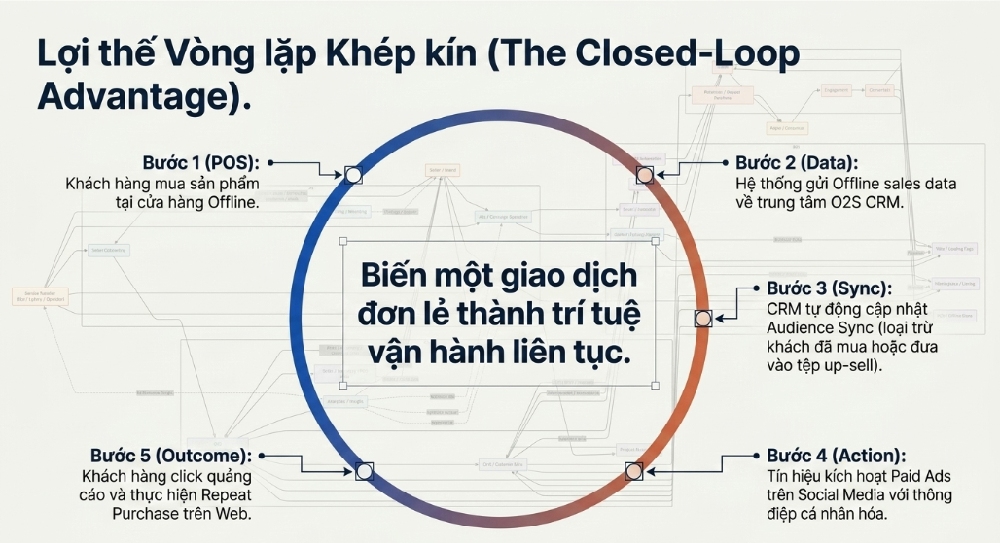 Lợi thế Vòng lặp Khép kín (The Closed-Loop
Advantage).
Bước 1 (POS):
Khách hàng mua sản phẩm
tại cửa hàng Offline.
Bước 2 (Data):
Hệ thống gửi Offline sales data
về trung tâm O2S CRM.
Biến một giao dịch
đơn lẻ thành trí tuệ
vận hành liên tục.
Bước 3 (Sync):
CRM tự động cập nhật
Audience Sync (loại trừ
khách đã mua hoặc đưa
vào tệp up-sell).
Bước 5 (Outcome):
Khách hàng click quảng
cáo và thực hiện Repeat
Purchase trên Web.
Bước 4 (Action):
Tín hiệu kích hoạt Paid Ads
trên Social Media với thông
điệp cá nhân hóa.